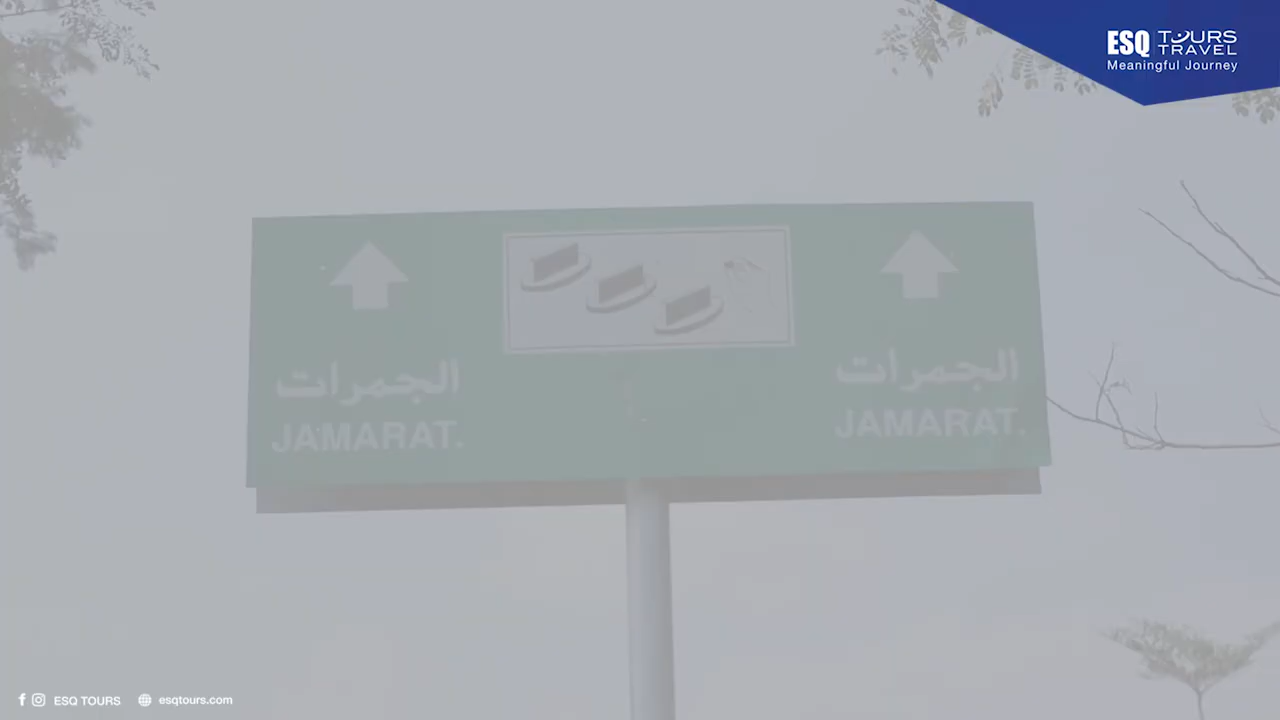 ESQ TOURS
TRAVEL
Meaningful Journey
الجمرات
JAMARAT.
الجمرات
JAMARAT.
ESQ TOURS
esqtours.com